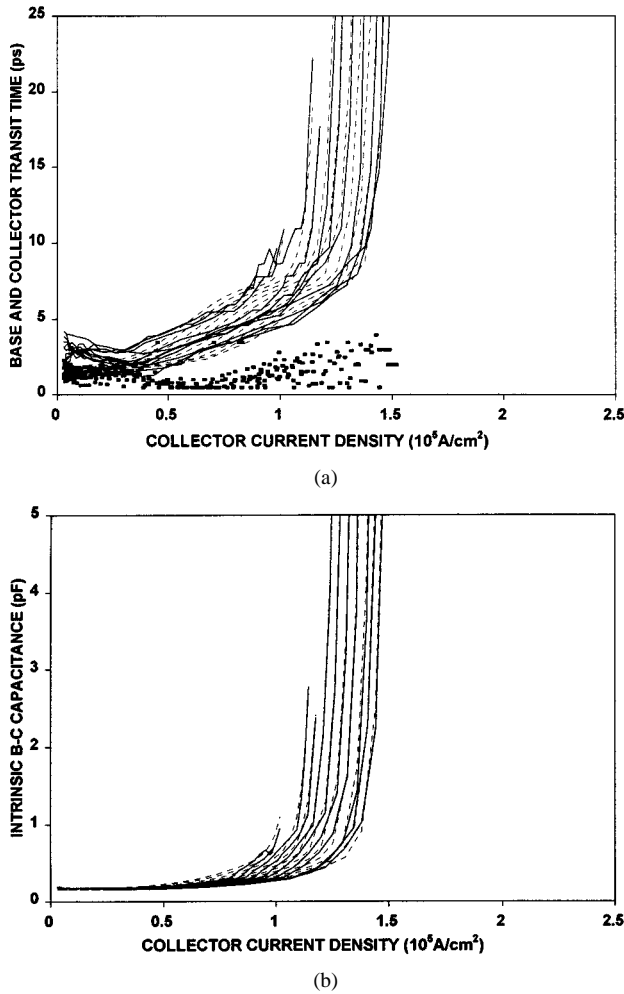 25
20
15
10
5
0
BASE AND COLLECTOR TRANSIT TIME (ps)
0 0.5 1 1.5 2 2.5
COLLECTOR CURRENT DENSITY (10⁵A/cm²)
(a)
5
4
3
2
1
0
INTRINSIC B-C CAPACITANCE (pF)
0 0.5 1 1.5 2 2.5
COLLECTOR CURRENT DENSITY (10⁵A/cm²)
(b)